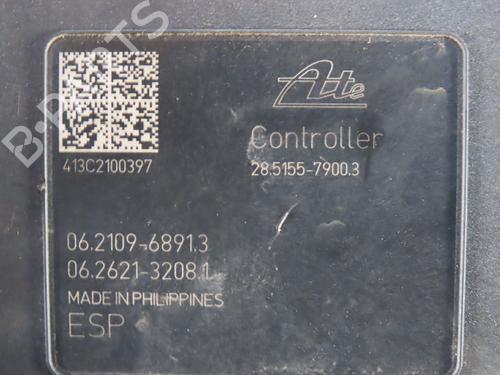 B-PARTS
Ate
Controller
413C2100397
28.5155-7900.3
06.2109-6891.3
06.2621-3208.1
MADE IN PHILIPPINES
ESP